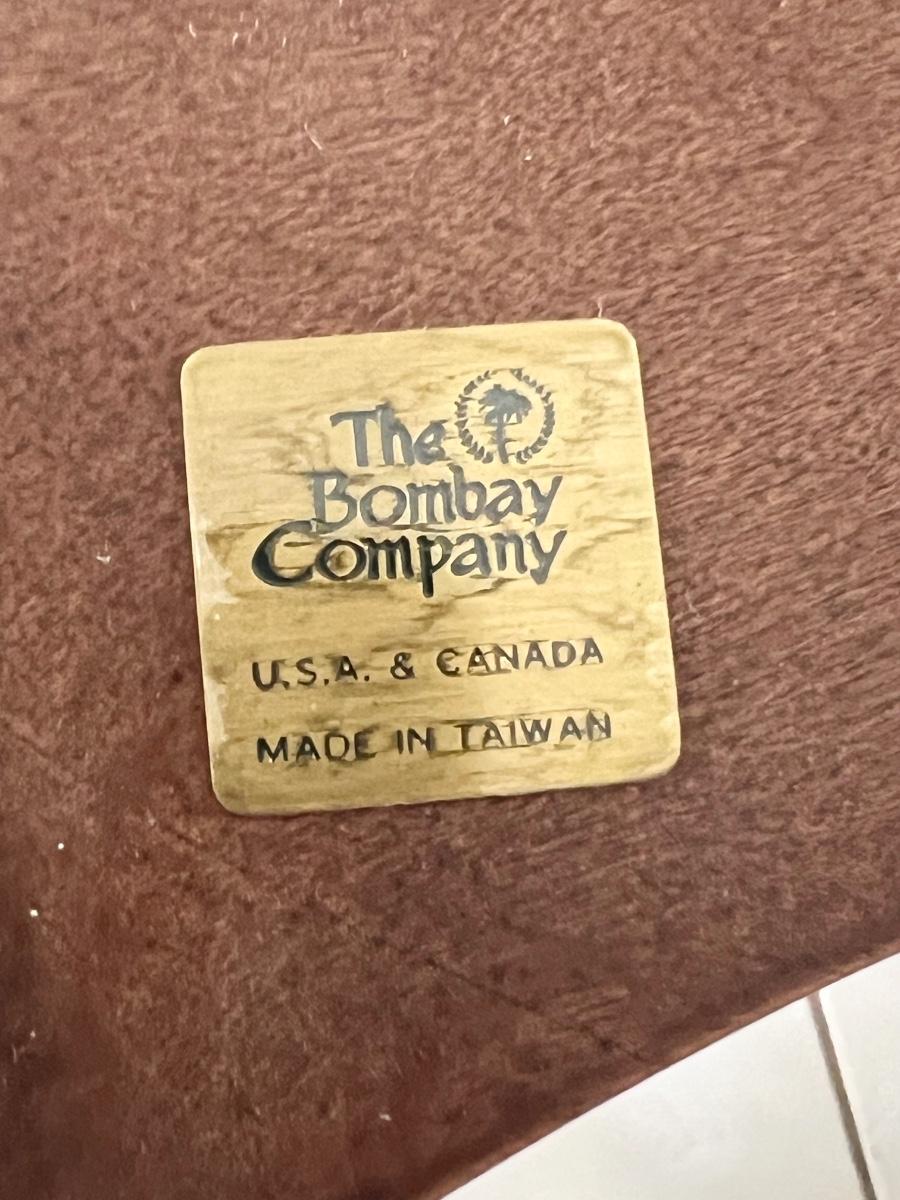 The
Bombay
Company
U.S.A. & CANADA
MADE IN TAIWAN